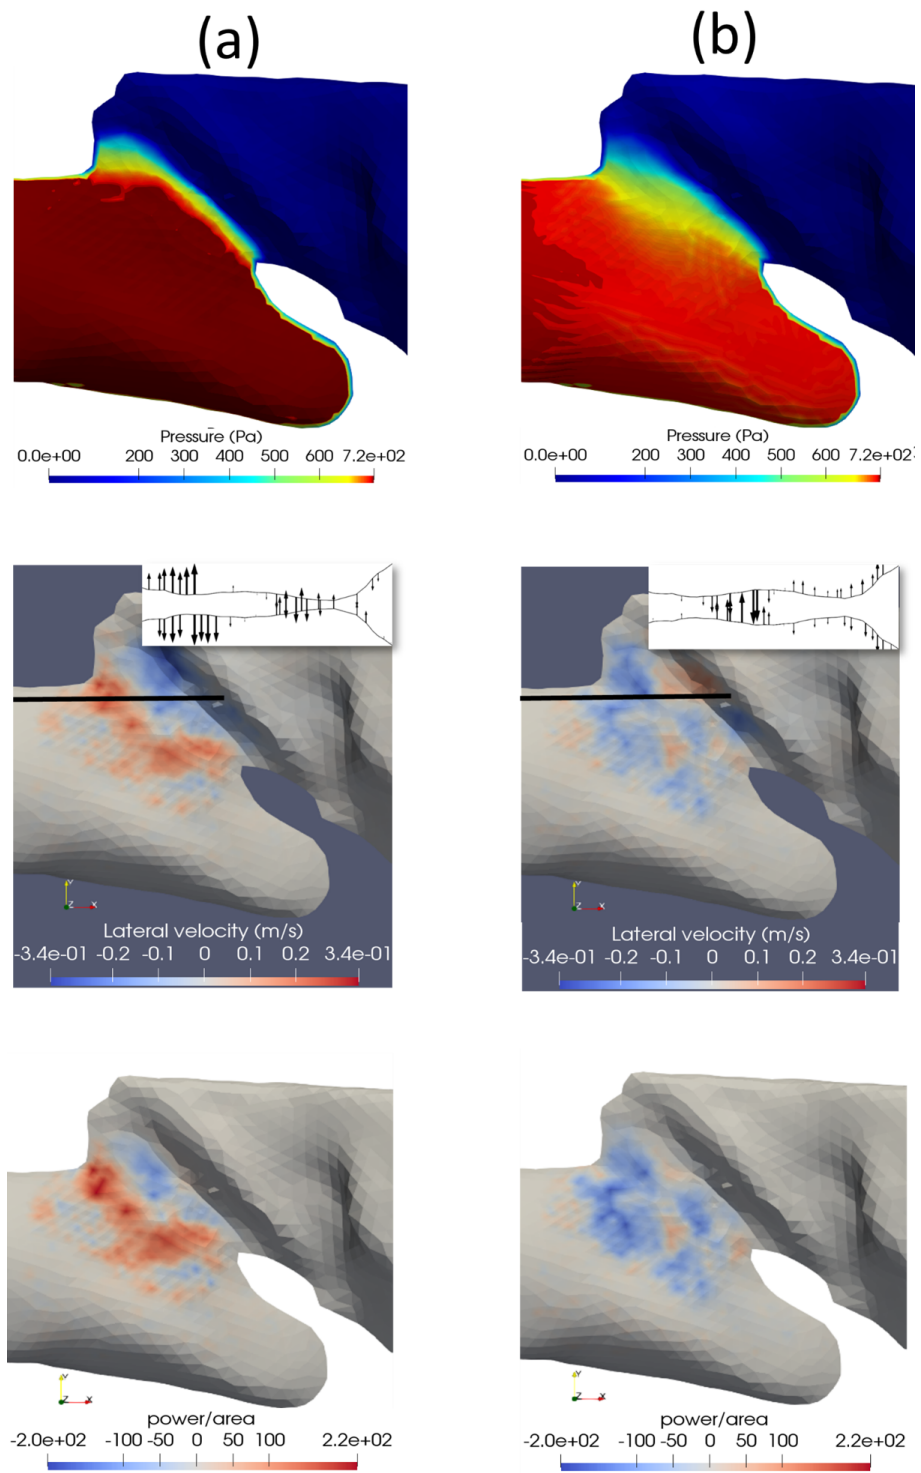 (a) (b)
Pressure (Pa) Pressure (Pa)
0.0e+00 200 300 400 500 600 7.2e+02 0.0e+00 200 300 400 500 600 7.2e+02
Y Y
Z X Z X
Lateral velocity (m/s) Lateral velocity (m/s)
-3.4e-01 -0.2 -0.1 0 0.1 0.2 3.4e-01 -3.4e-01 -0.2 -0.1 0 0.1 0.2 3.4e-01
Y Y
Z X Z X
power/area power/area
-2.0e+02 -100 -50 0 50 100 2.2e+02 -2.0e+02 -100 -50 0 50 100 2.2e+02